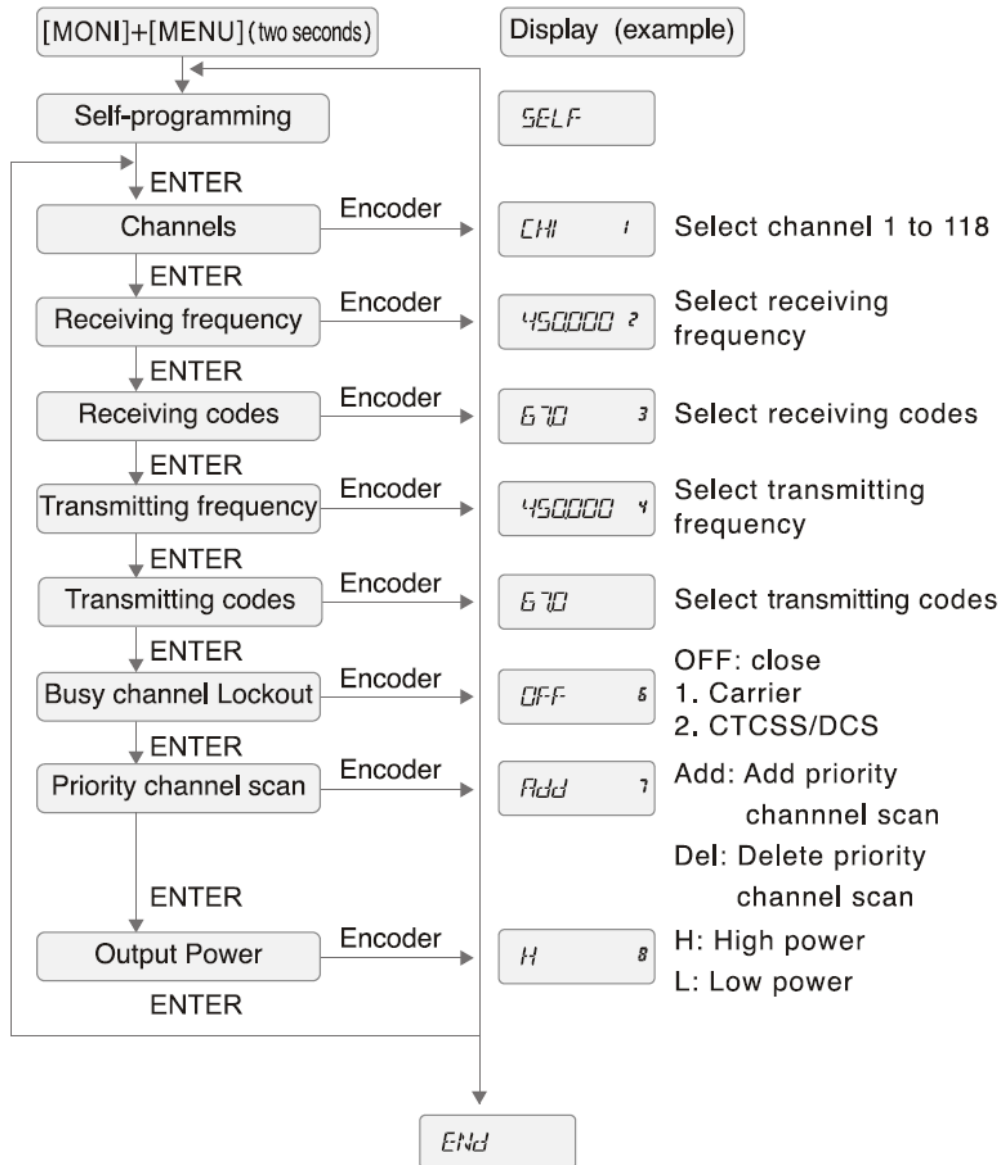 [MONI]+[MENU](two seconds)
Display (example)
Self-programming
SELF
ENTER
Channels
Encoder
CH1 1
Select channel 1 to 118
ENTER
Receiving frequency
Encoder
450.000 2
Select receiving
frequency
ENTER
Receiving codes
Encoder
67.0 3
Select receiving codes
ENTER
Transmitting frequency
Encoder
450.000 4
Select transmitting
frequency
ENTER
Transmitting codes
Encoder
67.0
Select transmitting codes
ENTER
Busy channel Lockout
Encoder
OFF 6
OFF: close
1. Carrier
2. CTCSS/DCS
ENTER
Priority channel scan
Encoder
Add 7
Add: Add priority
channnel scan
Del: Delete priority
channel scan
ENTER
Output Power
Encoder
H 8
H: High power
L: Low power
ENTER
ENd